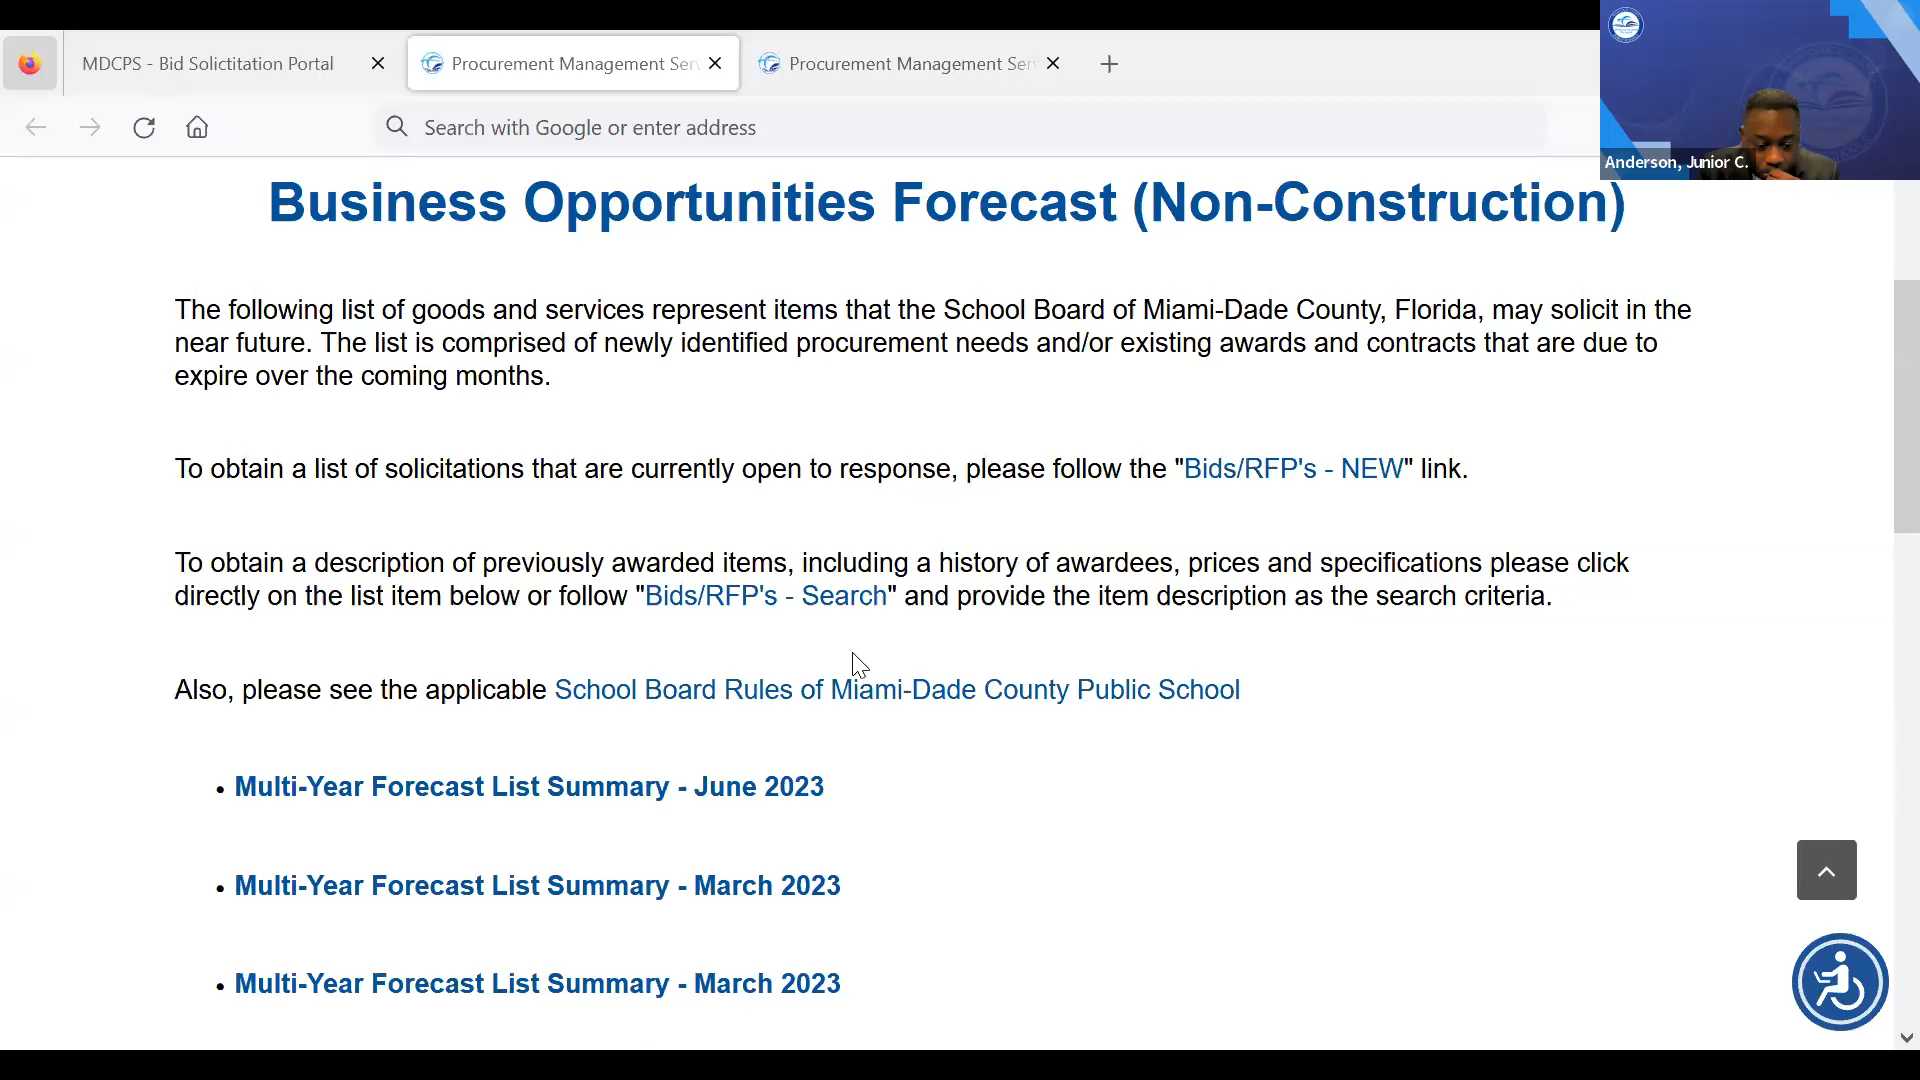 MDCPS - Bid Solictitation Portal
Procurement Management Ser
Procurement Management Ser
Search with Google or enter address
Anderson, Junior C.
Business Opportunities Forecast (Non-Construction)
The following list of goods and services represent items that the School Board of Miami-Dade County, Florida, may solicit in the
near future. The list is comprised of newly identified procurement needs and/or existing awards and contracts that are due to
expire over the coming months.
To obtain a list of solicitations that are currently open to response, please follow the "Bids/RFP's - NEW" link.
To obtain a description of previously awarded items, including a history of awardees, prices and specifications please click
directly on the list item below or follow "Bids/RFP's - Search" and provide the item description as the search criteria.
Also, please see the applicable School Board Rules of Miami-Dade County Public School
• Multi-Year Forecast List Summary - June 2023
• Multi-Year Forecast List Summary - March 2023
• Multi-Year Forecast List Summary - March 2023